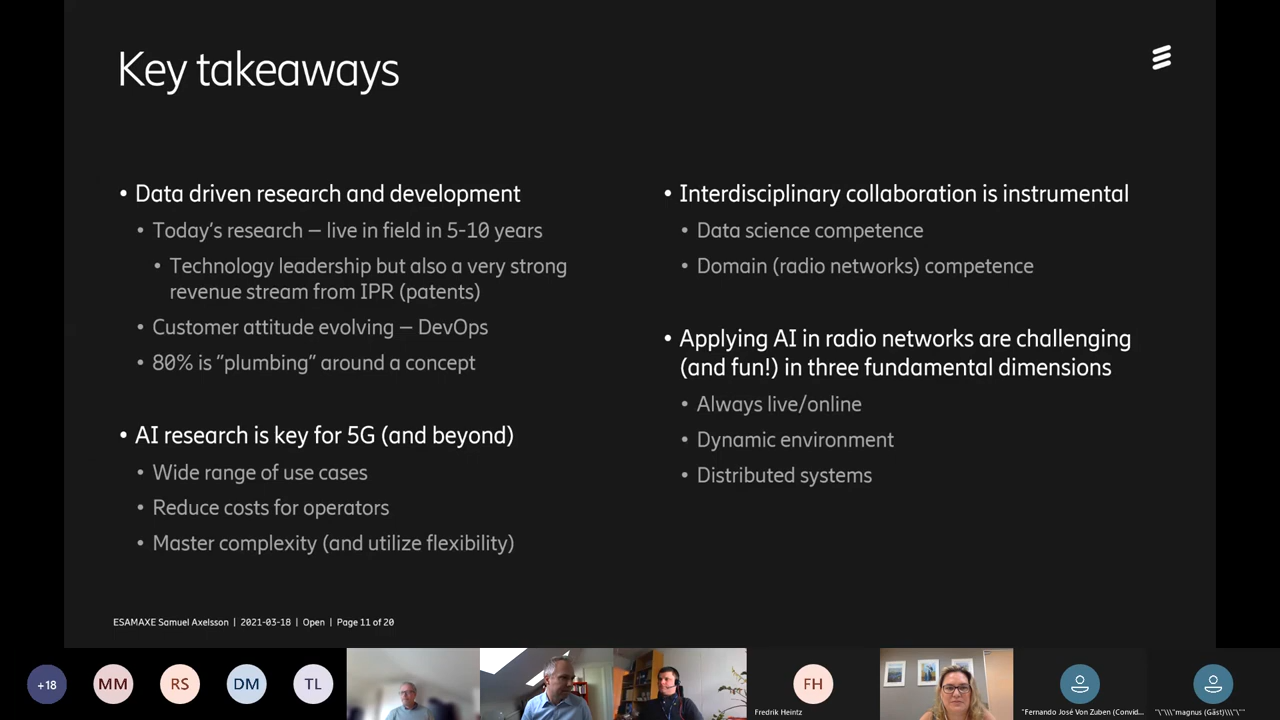 Key takeaways
• Data driven research and development
• Today's research – live in field in 5-10 years
• Technology leadership but also a very strong
revenue stream from IPR (patents)
• Customer attitude evolving – DevOps
• 80% is "plumbing" around a concept
• AI research is key for 5G (and beyond)
• Wide range of use cases
• Reduce costs for operators
• Master complexity (and utilize flexibility)
• Interdisciplinary collaboration is instrumental
• Data science competence
• Domain (radio networks) competence
• Applying AI in radio networks are challenging
(and fun!) in three fundamental dimensions
• Always live/online
• Dynamic environment
• Distributed systems
ESAMAXE Samuel Axelsson | 2021-03-18 | Open | Page 11 of 20
+18
MM
RS
DM
TL
FH
Fredrik Heintz
"Fernando José Von Zuben (Convid...
"\"\\\"magnus (Gäst)\\\"\"